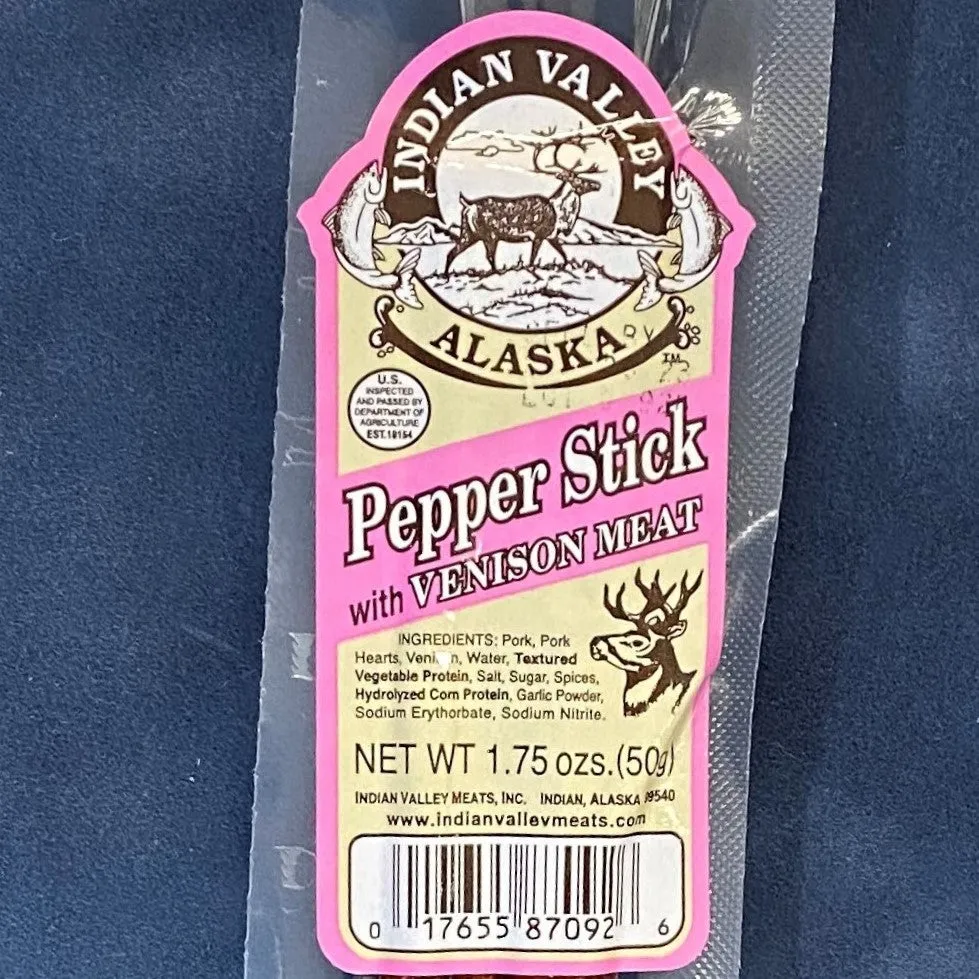 INDIAN VALLEY
ALASKA
TM
U.S.
INSPECTED
AND PASSED BY
DEPARTMENT OF
AGRICULTURE
EST.18154
Pepper Stick
with VENISON MEAT
INGREDIENTS: Pork, Pork
Hearts, Water, Textured
Vegetable Protein, Salt, Sugar, Spices,
Hydrolyzed Corn Protein, Garlic Powder,
Sodium Erythorbate, Sodium Nitrite.
NET WT 1.75 ozs.(50g)
INDIAN VALLEY MEATS, INC. INDIAN, ALASKA 99540
www.indianvalleymeats.com
0 17655 87092 6